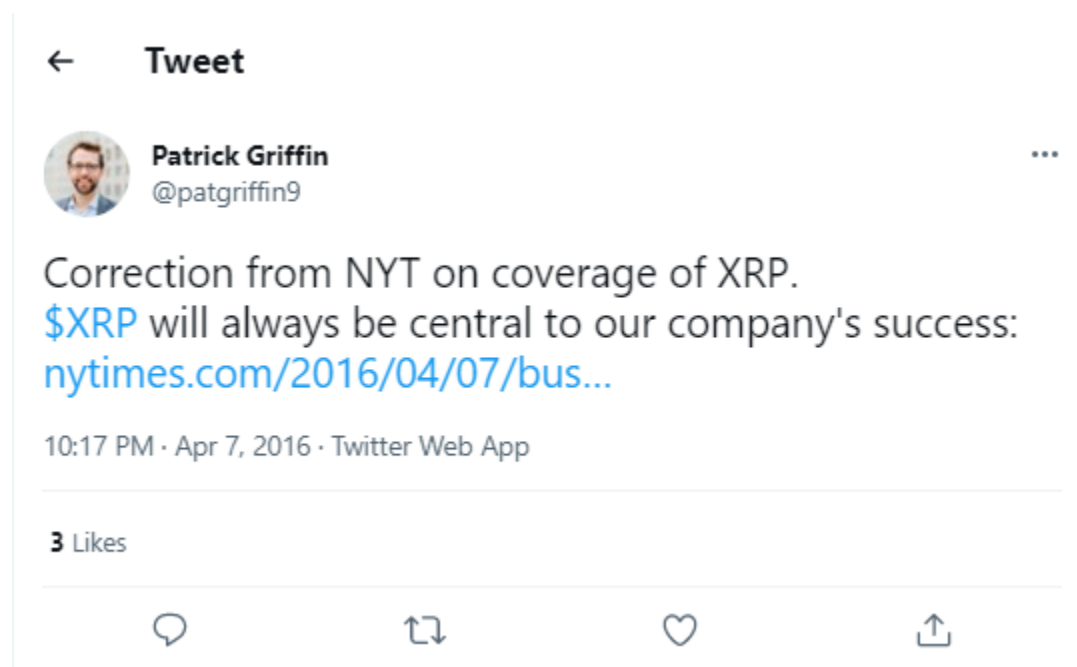 Tweet
Patrick Griffin
@patgriffin9
Correction from NYT on coverage of XRP.
$XRP will always be central to our company's success:
nytimes.com/2016/04/07/bus...
10:17 PM · Apr 7, 2016 · Twitter Web App
3 Likes